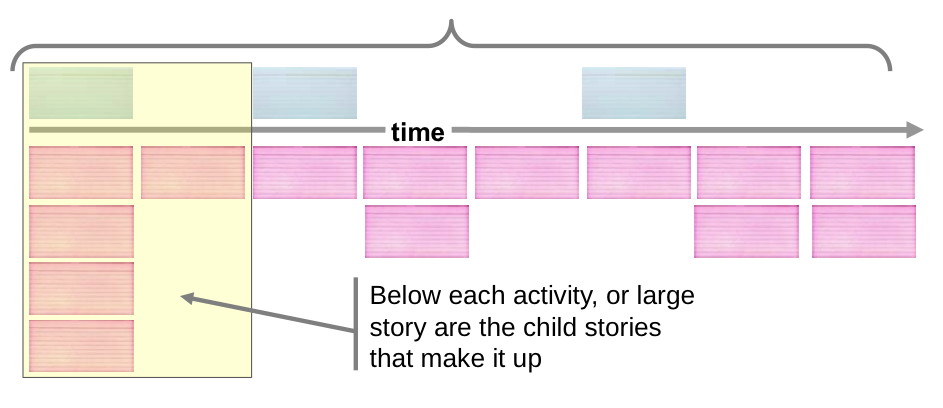 time
Below each activity, or large
story are the child stories
that make it up